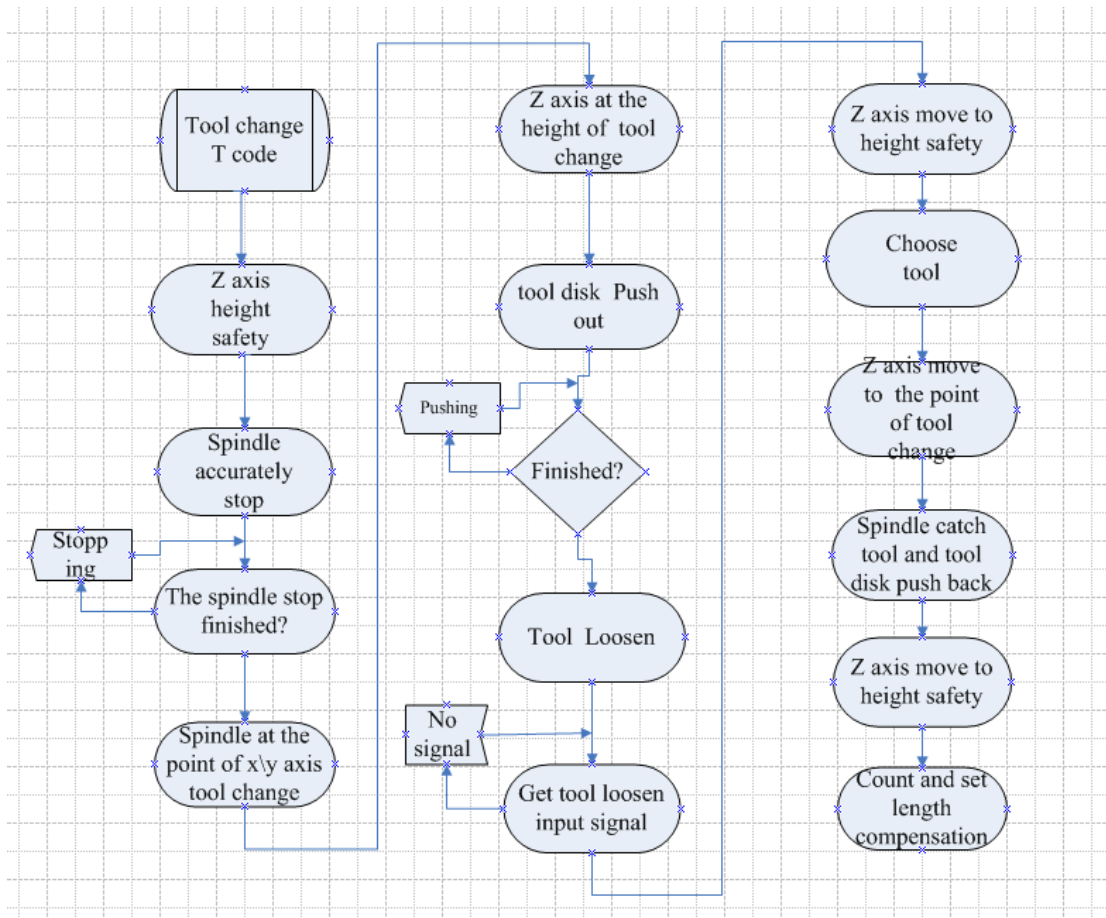 Tool change
T code
Z axis
height
safety
Spindle
accurately
stop
Stopp
ing
The spindle stop
finished?
Spindle at the
point of x\y axis
tool change
Z axis at the
height of tool
change
tool disk Push
out
Pushing
Finished?
Tool Loosen
No
signal
Get tool loosen
input signal
Z axis move to
height safety
Choose
tool
Z axis move
to the point
of tool
change
Spindle catch
tool and tool
disk push back
Z axis move to
height safety
Count and set
length
compensation